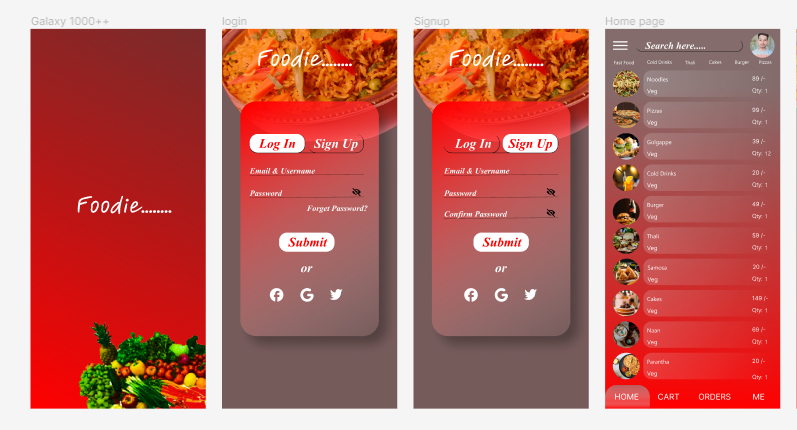 Galaxy 1000++
Foodie........
login
Foodie........
Log In Sign Up
Email & Username
Password
Forget Password?
Submit
or
Signup
Foodie........
Log In Sign Up
Email & Username
Password
Confirm Password
Submit
or
Home page
Search here.....
Fast Food Cold Drinks Thali Cakes Burger Pizzas
Noodles 89 /-
Veg Qty: 1
Pizzas 99 /-
Veg Qty: 1
Golgappe 39 /-
Veg Qty: 12
Cold Drinks 20 /-
Veg Qty: 1
Burger 49 /-
Veg Qty: 1
Thali 59 /-
Veg Qty: 1
Samosa 20 /-
Veg Qty: 1
Cakes 149 /-
Veg Qty: 1
Naan 69 /-
Veg Qty: 1
Parantha 20 /-
Veg Qty: 1
HOME CART ORDERS ME